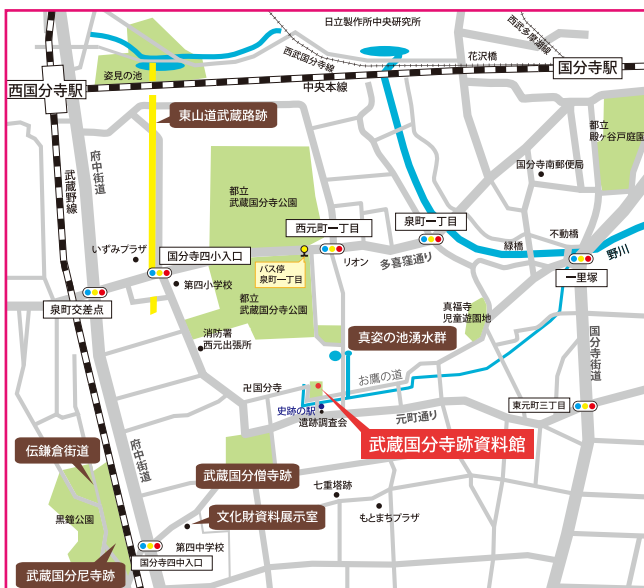 日立製作所中央研究所
西武多摩湖線
西武国分寺線
花沢橋
国分寺駅
姿見の池
西国分寺駅
中央本線
東山道武蔵路跡
都立
殿ヶ谷戸庭園
府中街道
武蔵野線
国分寺南郵便局
都立
武蔵国分寺公園
西元町一丁目
泉町一丁目
不動橋
緑橋
野川
いずみプラザ
国分寺四小入口
リオン
多喜窪通り
バス停
泉町一丁目
一里塚
第四小学校
泉町交差点
都立
武蔵国分寺公園
真福寺
児童遊園地
消防署
西元出張所
真姿の池湧水群
国分寺街道
お鷹の道
卍国分寺
史跡の駅
遺跡調査会
元町通り
東元町三丁目
武蔵国分寺跡資料館
伝鎌倉街道
府中街道
武蔵国分僧寺跡
七重塔跡
文化財資料展示室
もとまちプラザ
黒鐘公園
第四中学校
国分寺四中入口
武蔵国分尼寺跡